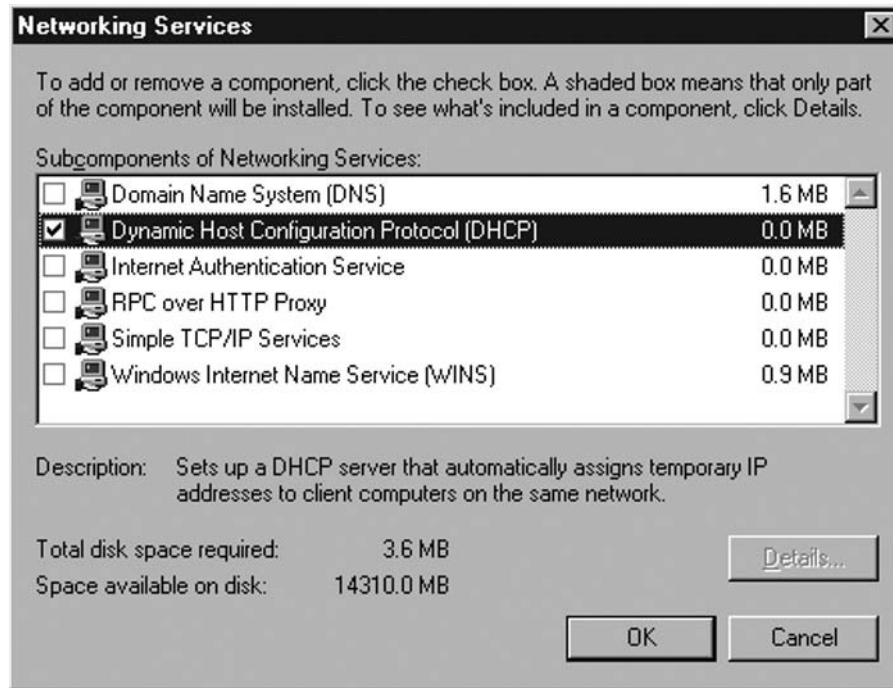 Networking Services
To add or remove a component, click the check box. A shaded box means that only part
of the component will be installed. To see what's included in a component, click Details.
Subcomponents of Networking Services:
Domain Name System (DNS) 1.6 MB
Dynamic Host Configuration Protocol (DHCP) 0.0 MB
Internet Authentication Service 0.0 MB
RPC over HTTP Proxy 0.0 MB
Simple TCP/IP Services 0.0 MB
Windows Internet Name Service (WINS) 0.9 MB
Description: Sets up a DHCP server that automatically assigns temporary IP
addresses to client computers on the same network.
Total disk space required: 3.6 MB
Space available on disk: 14310.0 MB
Details...
OK Cancel